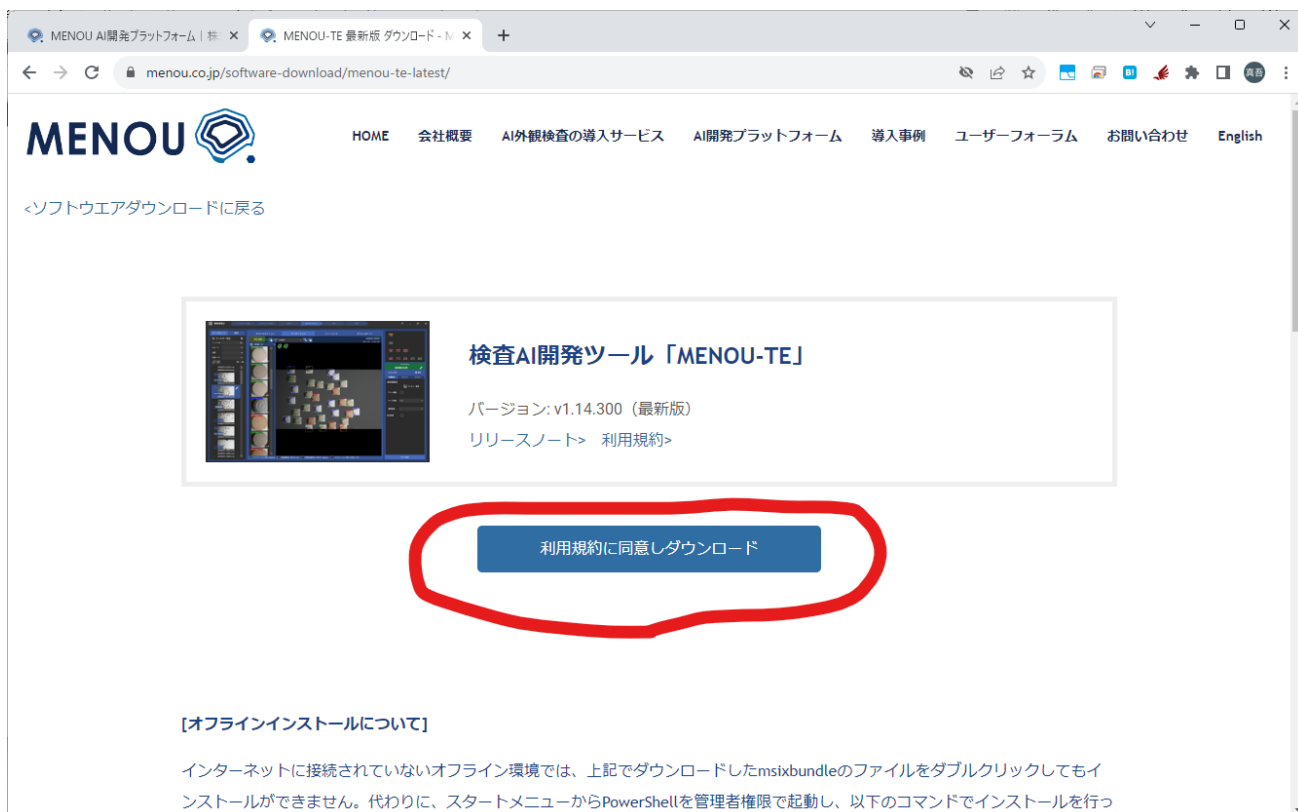 MENOU AI開発プラットフォーム | 株
MENOU-TE 最新版 ダウンロード - M
menou.co.jp/software-download/menou-te-latest/
B!
真吾
MENOU
HOME 会社概要 AI外観検査の導入サービス AI開発プラットフォーム 導入事例 ユーザーフォーラム お問い合わせ English
<ソフトウエアダウンロードに戻る
検査AI開発ツール「MENOU-TE」
バージョン: v1.14.300（最新版）
リリースノート> 利用規約>
利用規約に同意しダウンロード
[オフラインインストールについて]
インターネットに接続されていないオフライン環境では、上記でダウンロードしたmsixbundleのファイルをダブルクリックしてもイ
ンストールができません。代わりに、スタートメニューからPowerShellを管理者権限で起動し、以下のコマンドでインストールを行っ